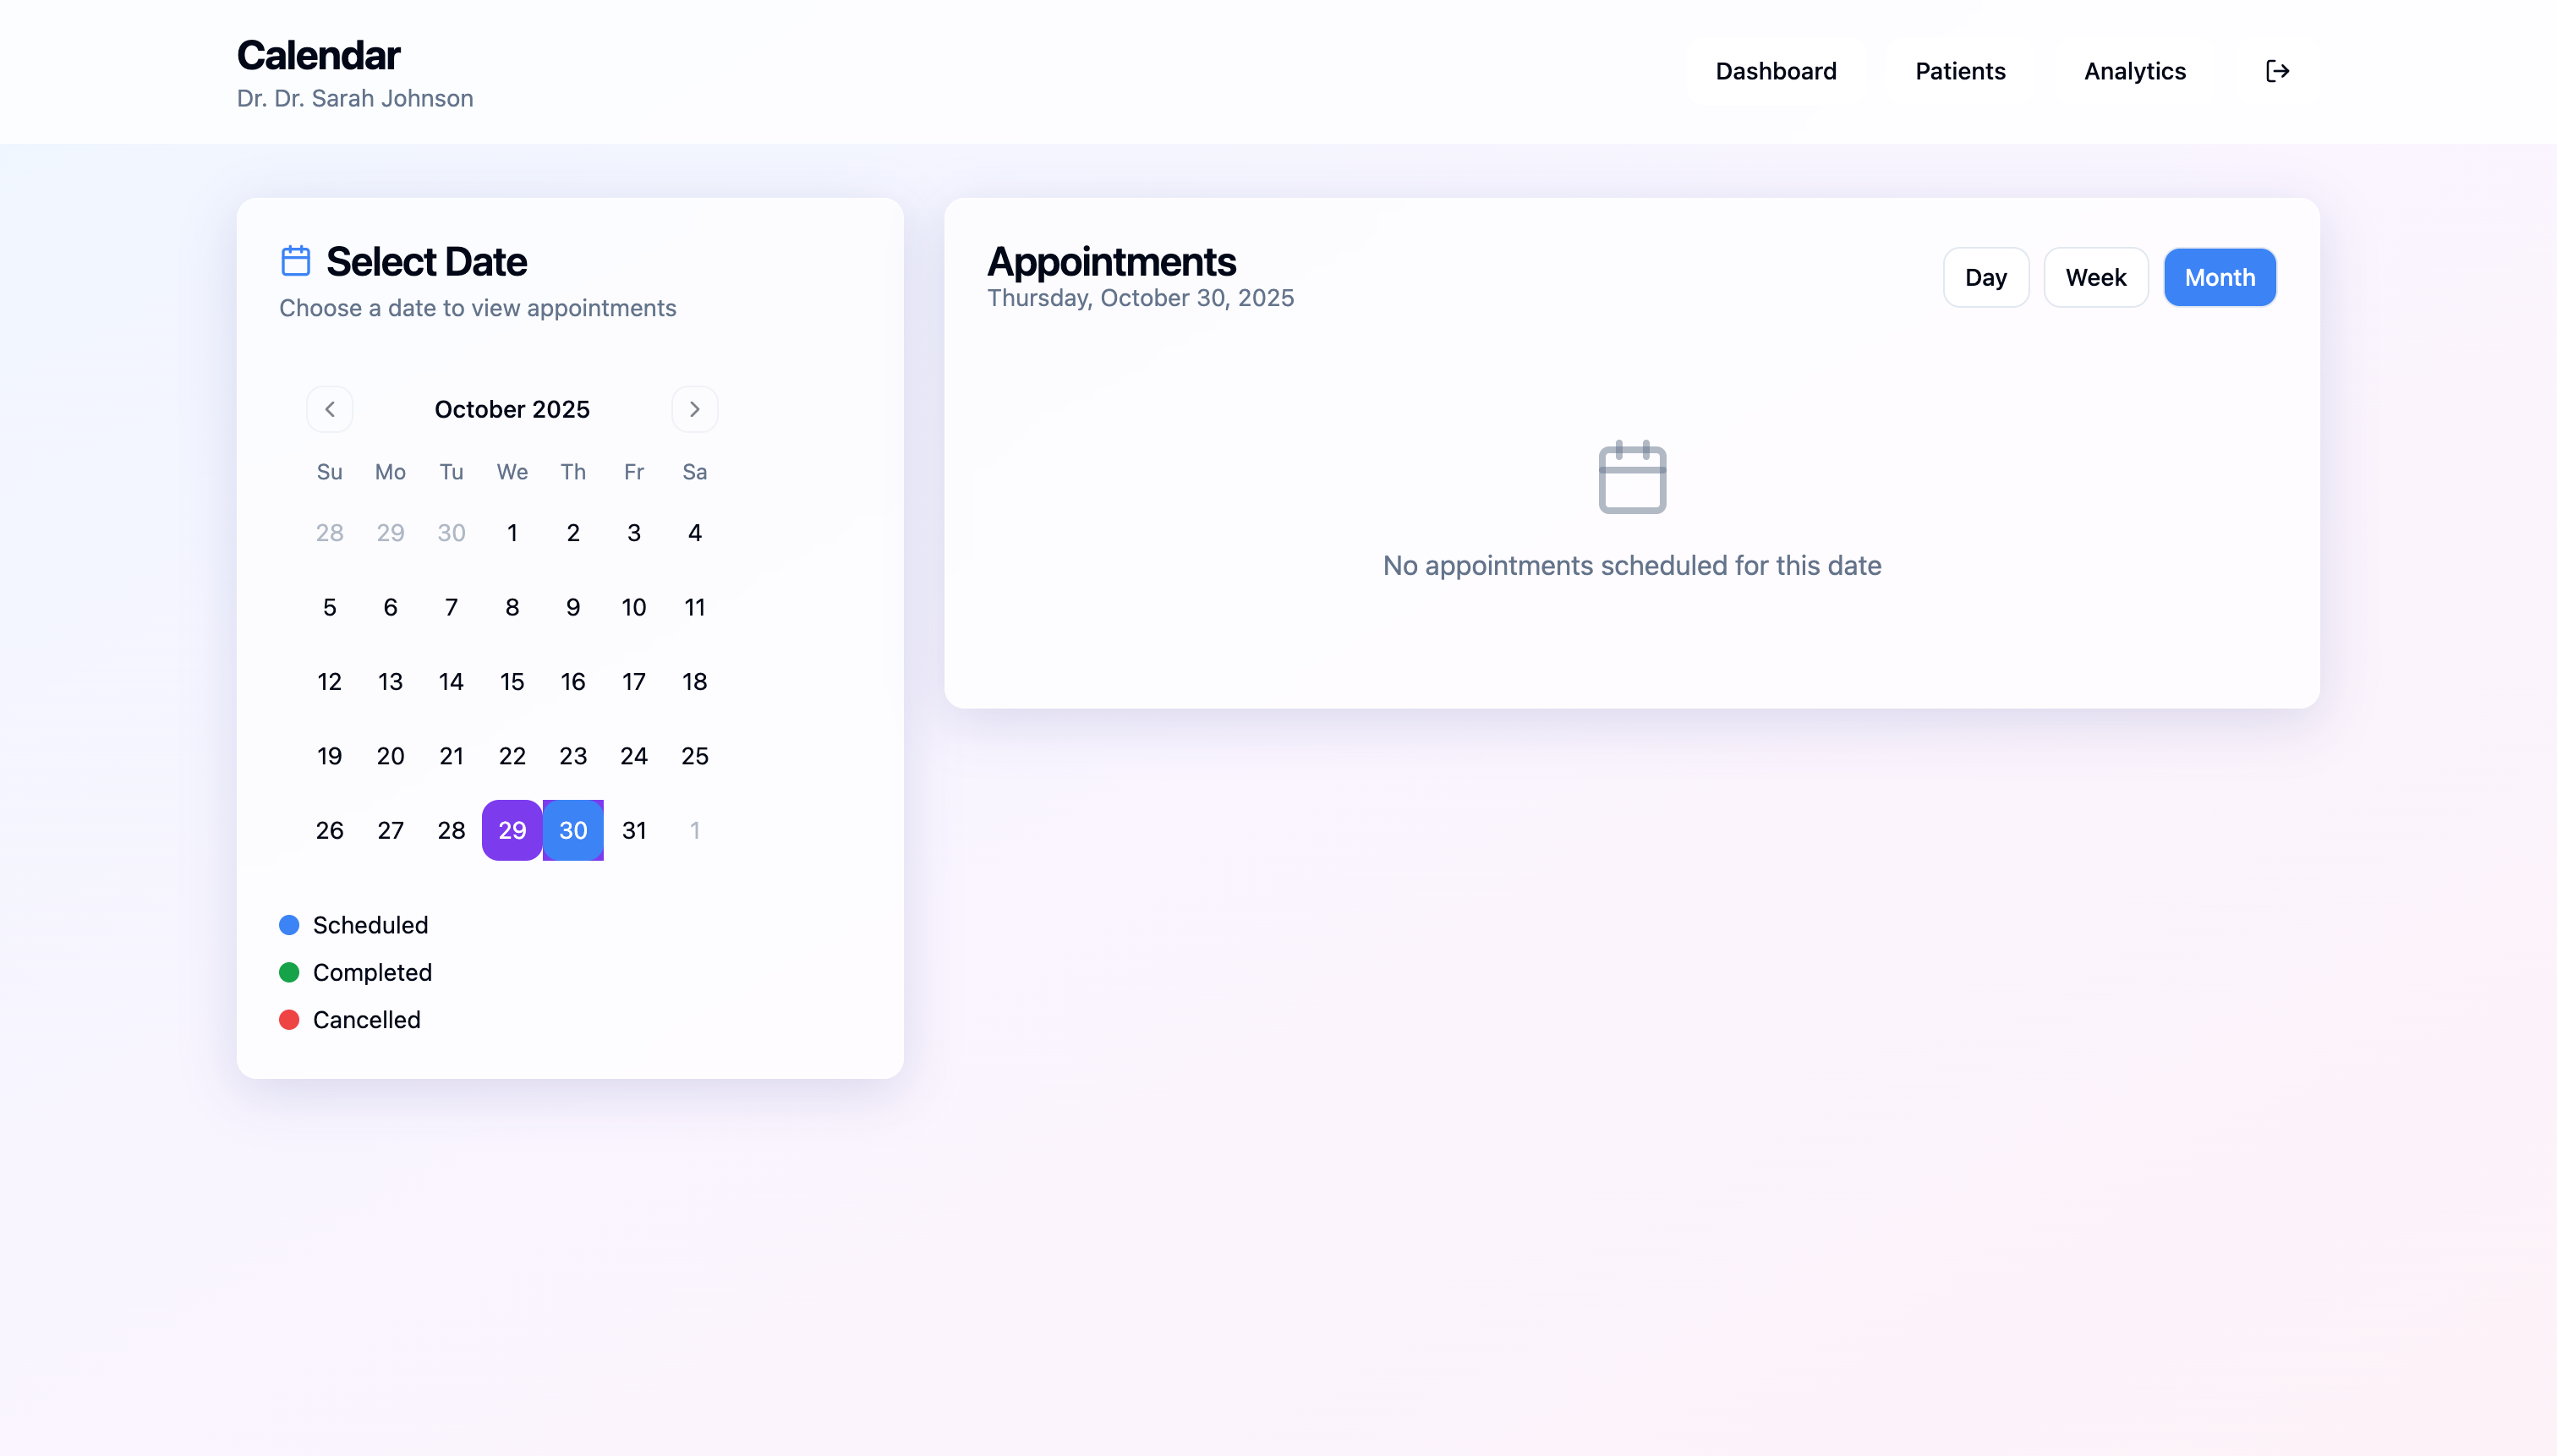 Calendar
Dr. Dr. Sarah Johnson
Dashboard Patients Analytics
Select Date
Choose a date to view appointments
October 2025
Su Mo Tu We Th Fr Sa
28 29 30 1 2 3 4
5 6 7 8 9 10 11
12 13 14 15 16 17 18
19 20 21 22 23 24 25
26 27 28 29 30 31 1
Scheduled
Completed
Cancelled
Appointments
Thursday, October 30, 2025
Day Week Month
No appointments scheduled for this date